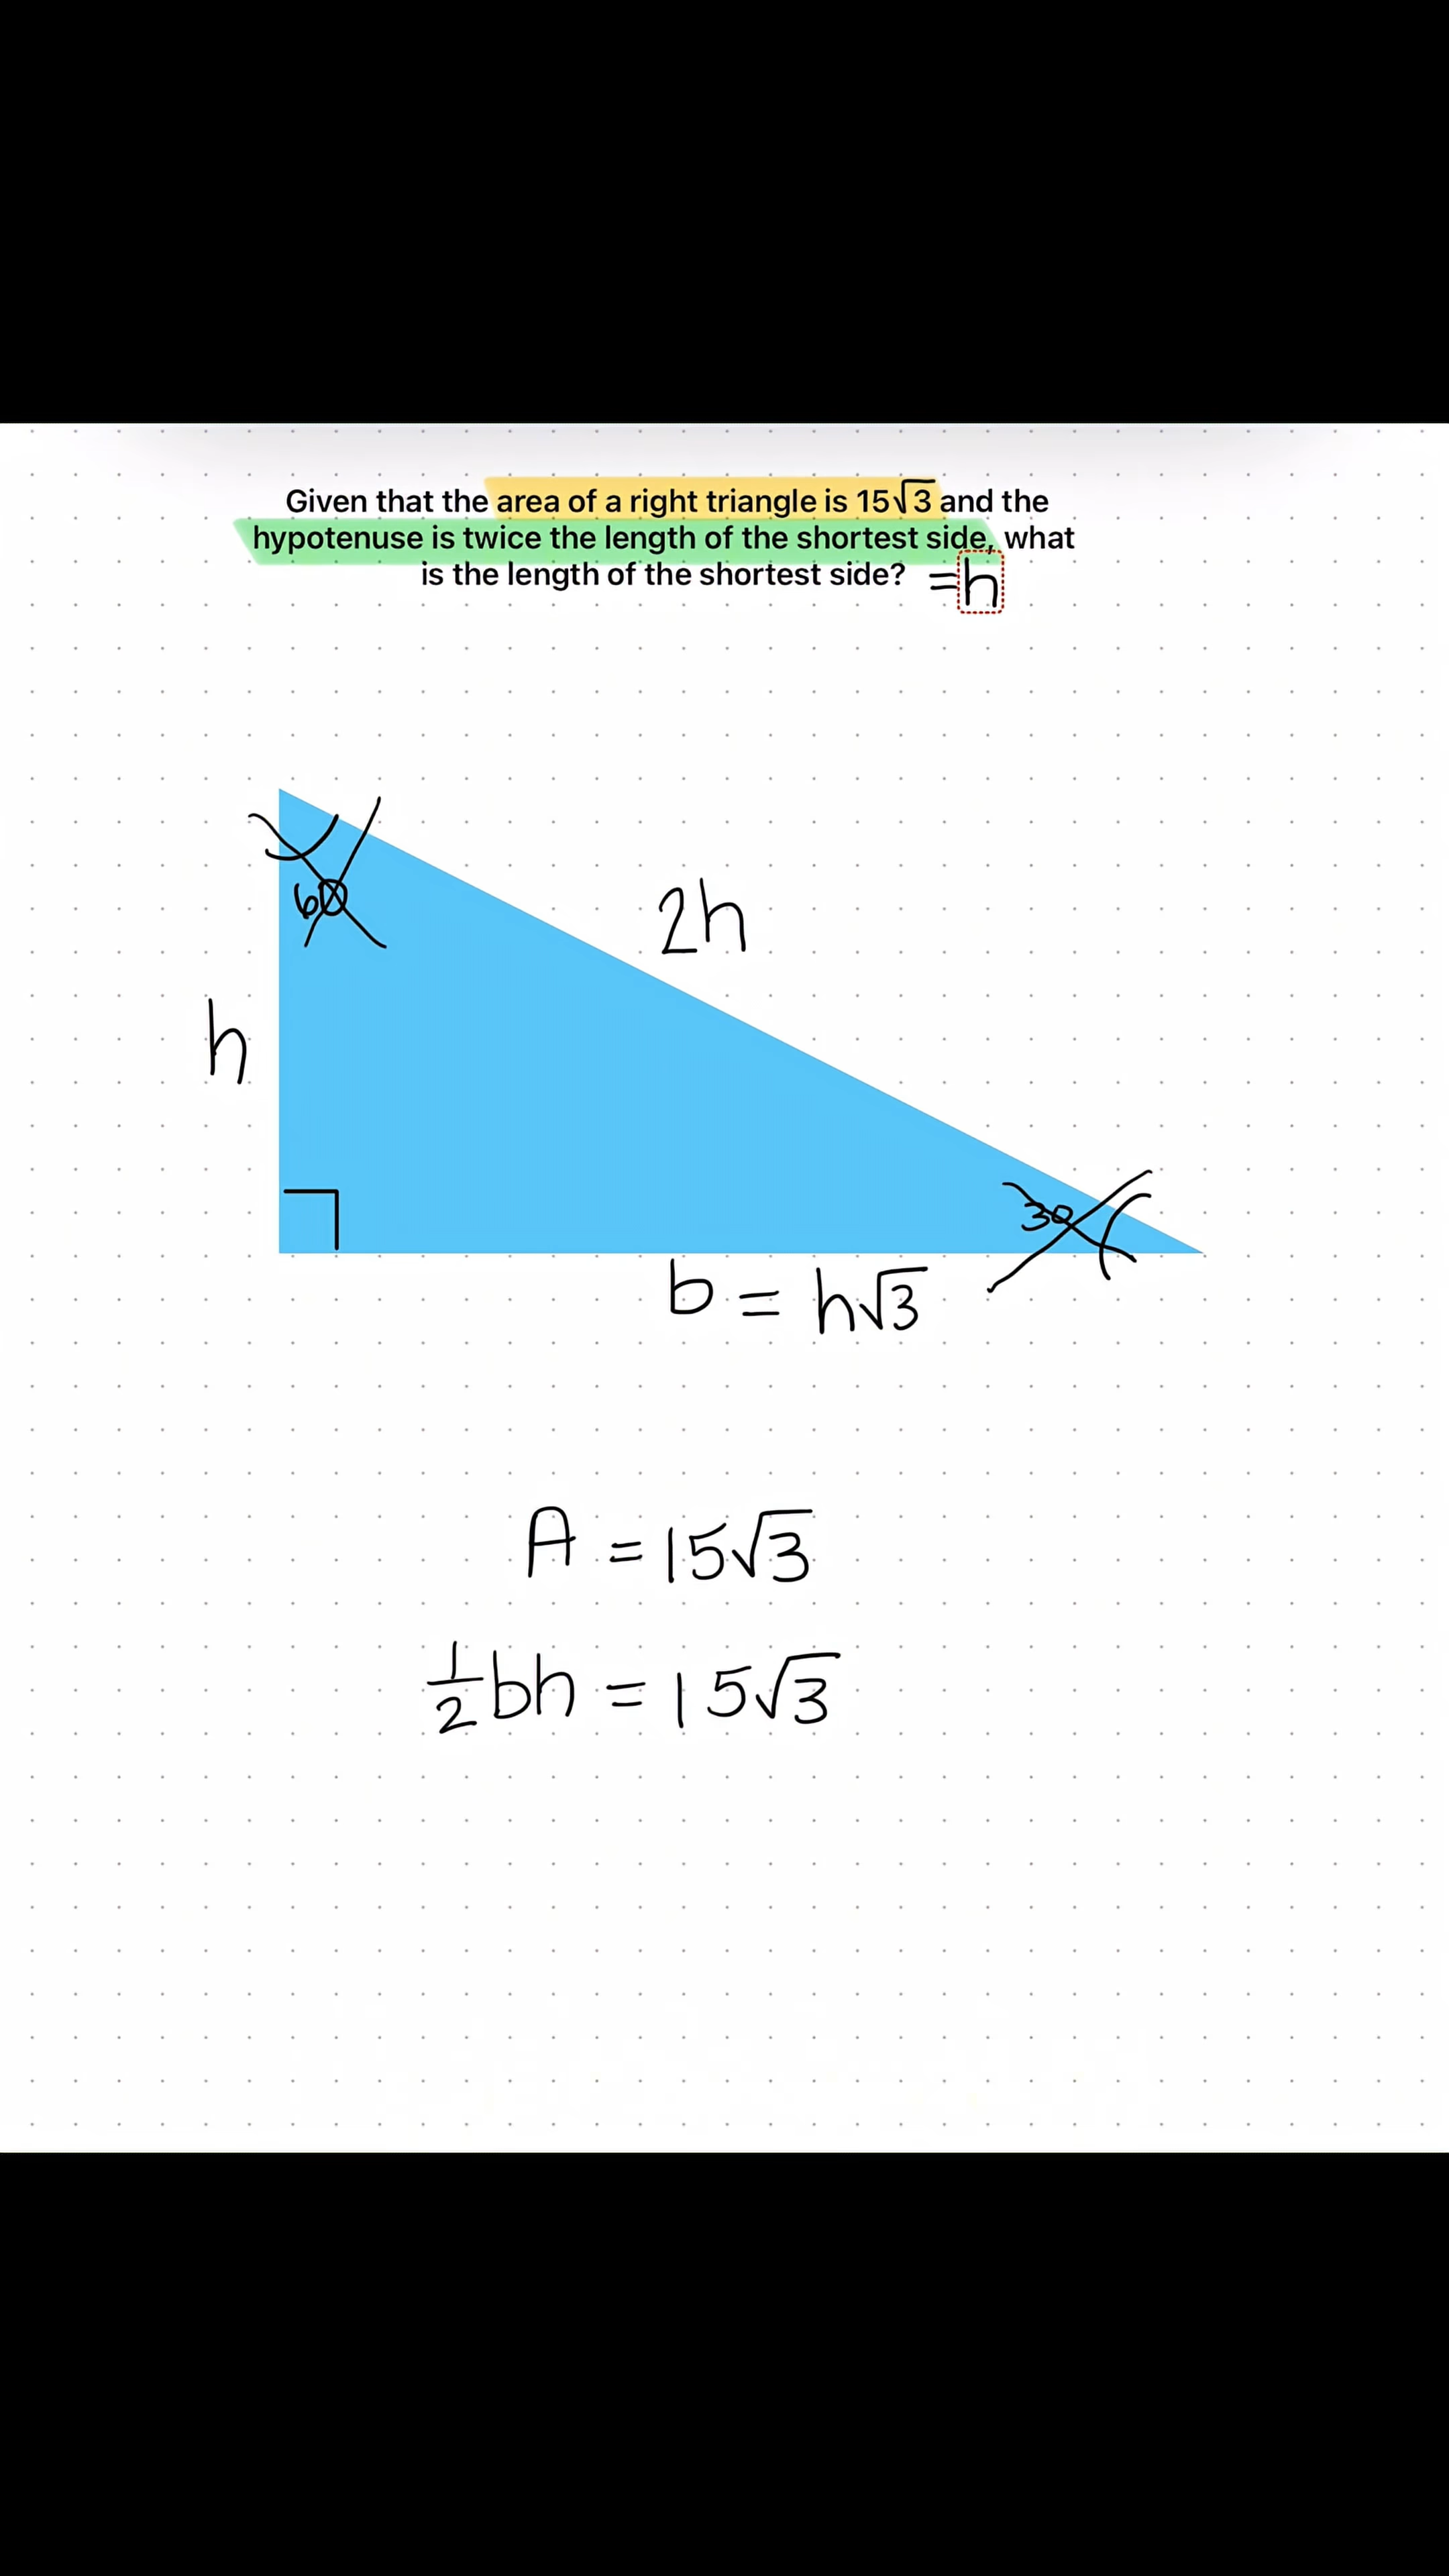 Given that the area of a right triangle is 15√3 and the
hypotenuse is twice the length of the shortest side, what
is the length of the shortest side? =h
60
2h
h
30
b = h√3
A = 15√3
1/2 bh = 15√3